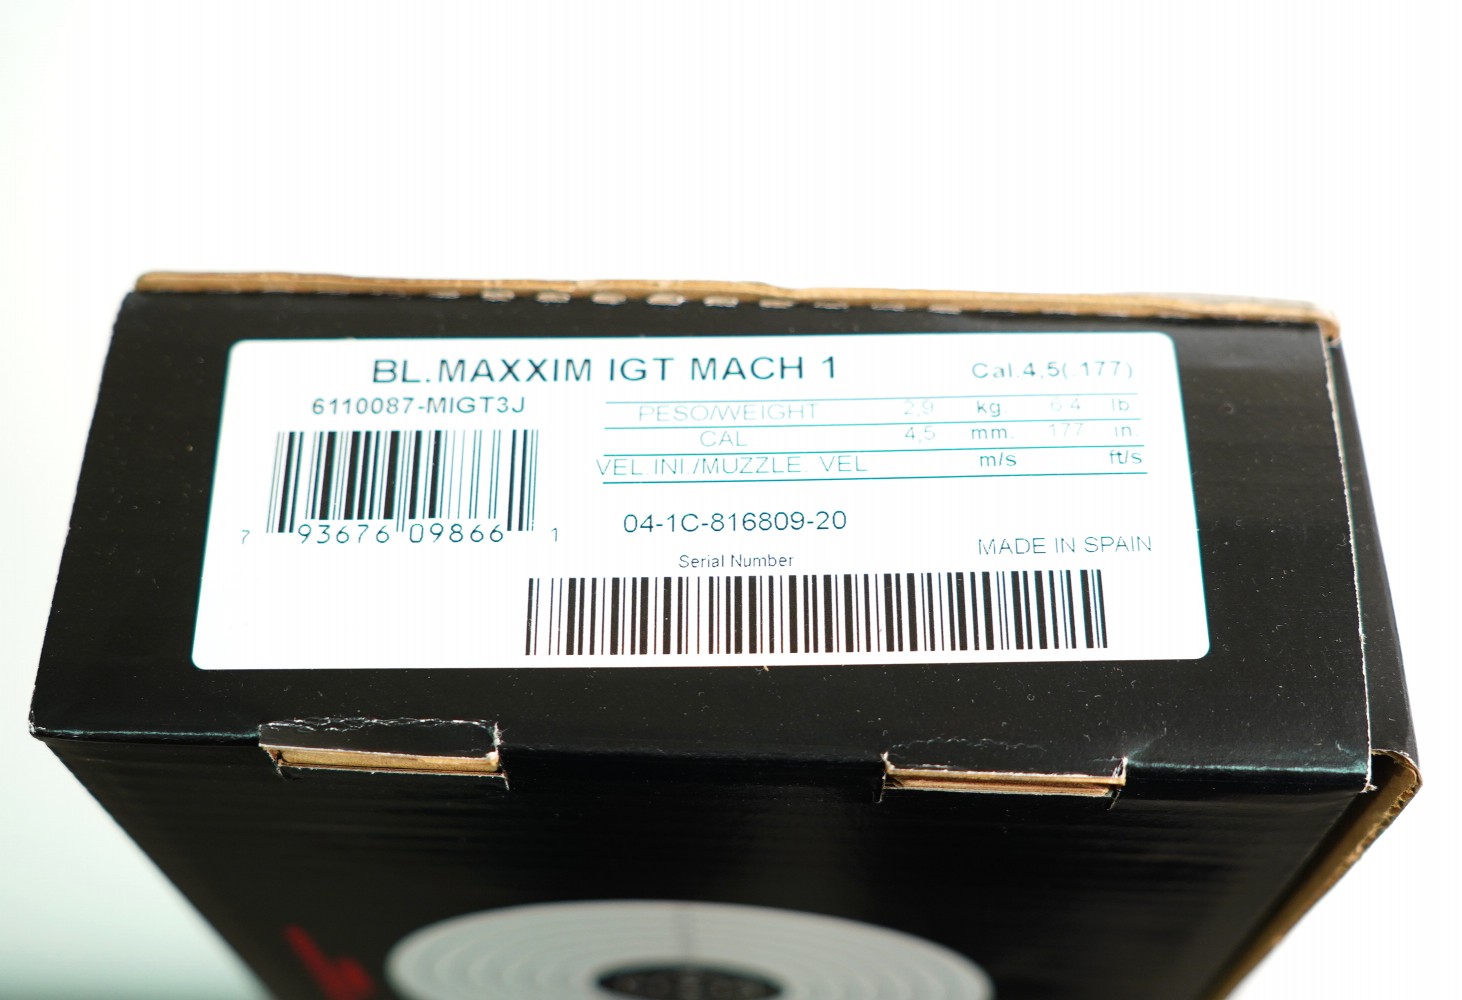 BL.MAXXIM IGT MACH 1
Cal.4,5(.177)
6110087-MIGT3J
PESO/WEIGHT 2,9 kg. 6.4 lb.
CAL 4,5 mm. 177 in.
VEL.INI./MUZZLE VEL m/s ft/s
7 93676 09866 1
04-1C-816809-20
Serial Number
MADE IN SPAIN